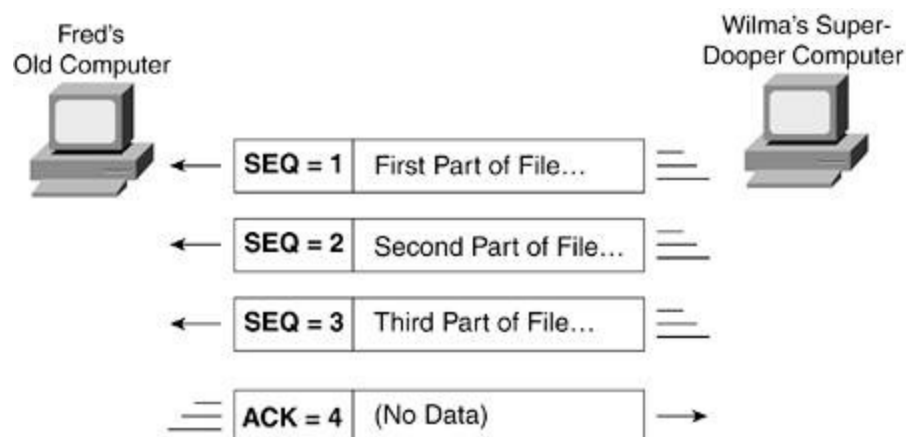 Fred's
Old Computer
Wilma's Super-
Dooper Computer
SEQ = 1 First Part of File...
SEQ = 2 Second Part of File...
SEQ = 3 Third Part of File...
ACK = 4 (No Data)